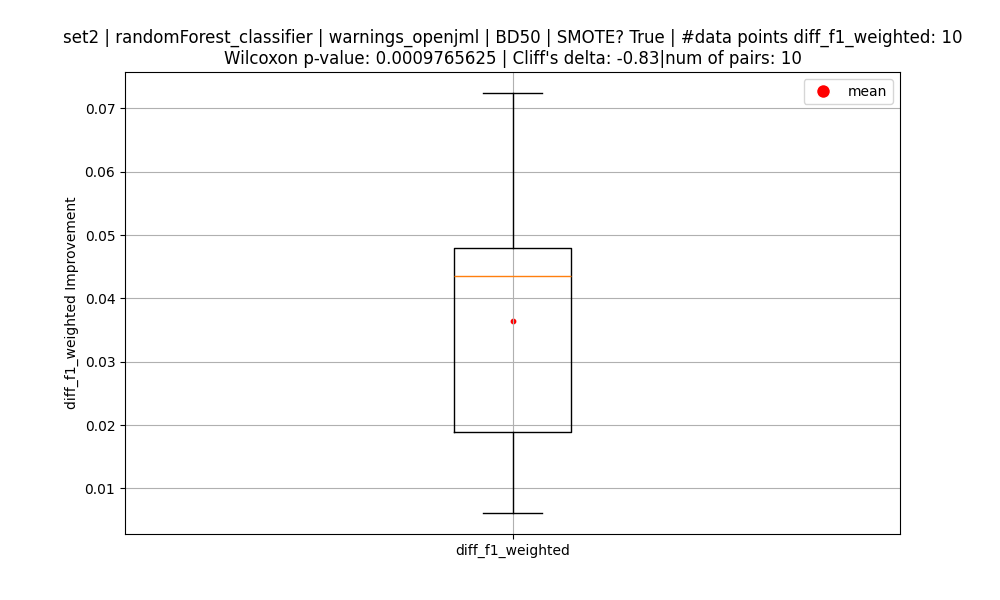 set2 | randomForest_classifier | warnings_openjml | BD50 | SMOTE? True | #data points diff_f1_weighted: 10
Wilcoxon p-value: 0.0009765625 | Cliff's delta: -0.83|num of pairs: 10
mean
0.07
0.06
0.05
0.04
0.03
0.02
0.01
diff_f1_weighted Improvement
diff_f1_weighted